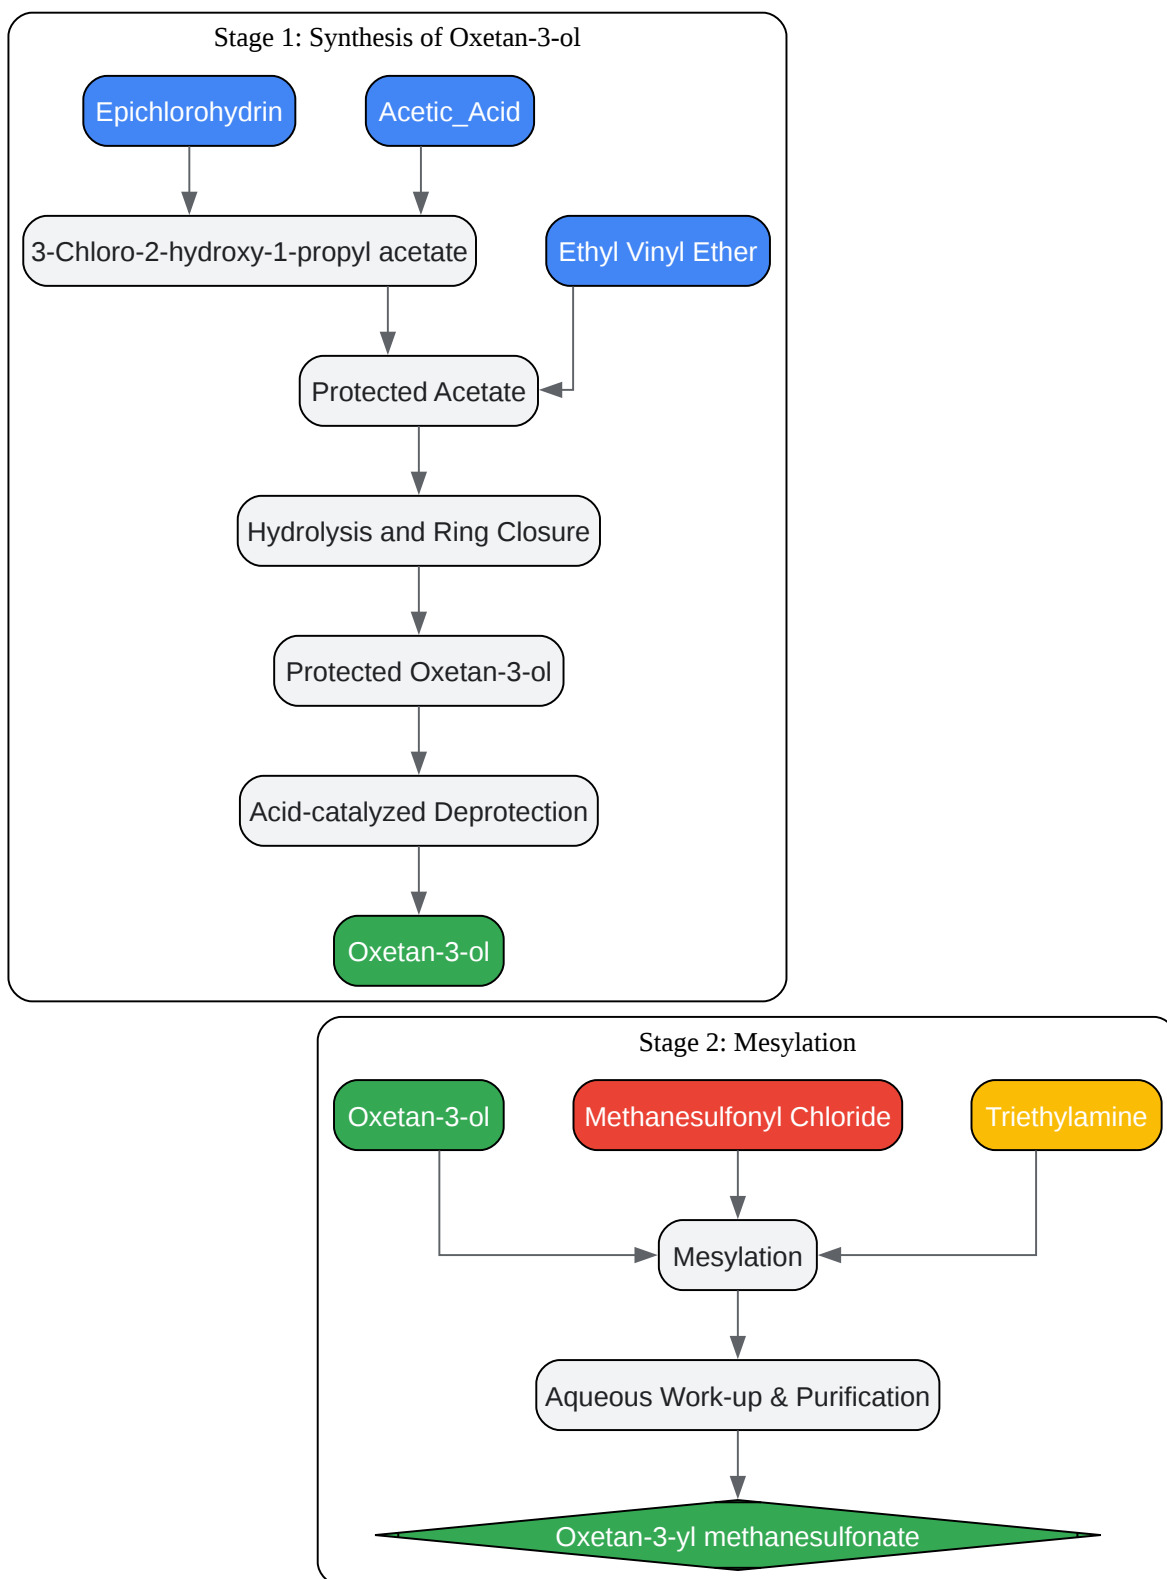 Stage 1: Synthesis of Oxetan-3-ol
Epichlorohydrin
Acetic_Acid
3-Chloro-2-hydroxy-1-propyl acetate
Ethyl Vinyl Ether
Protected Acetate
Hydrolysis and Ring Closure
Protected Oxetan-3-ol
Acid-catalyzed Deprotection
Oxetan-3-ol
Stage 2: Mesylation
Oxetan-3-ol
Methanesulfonyl Chloride
Triethylamine
Mesylation
Aqueous Work-up & Purification
Oxetan-3-yl methanesulfonate